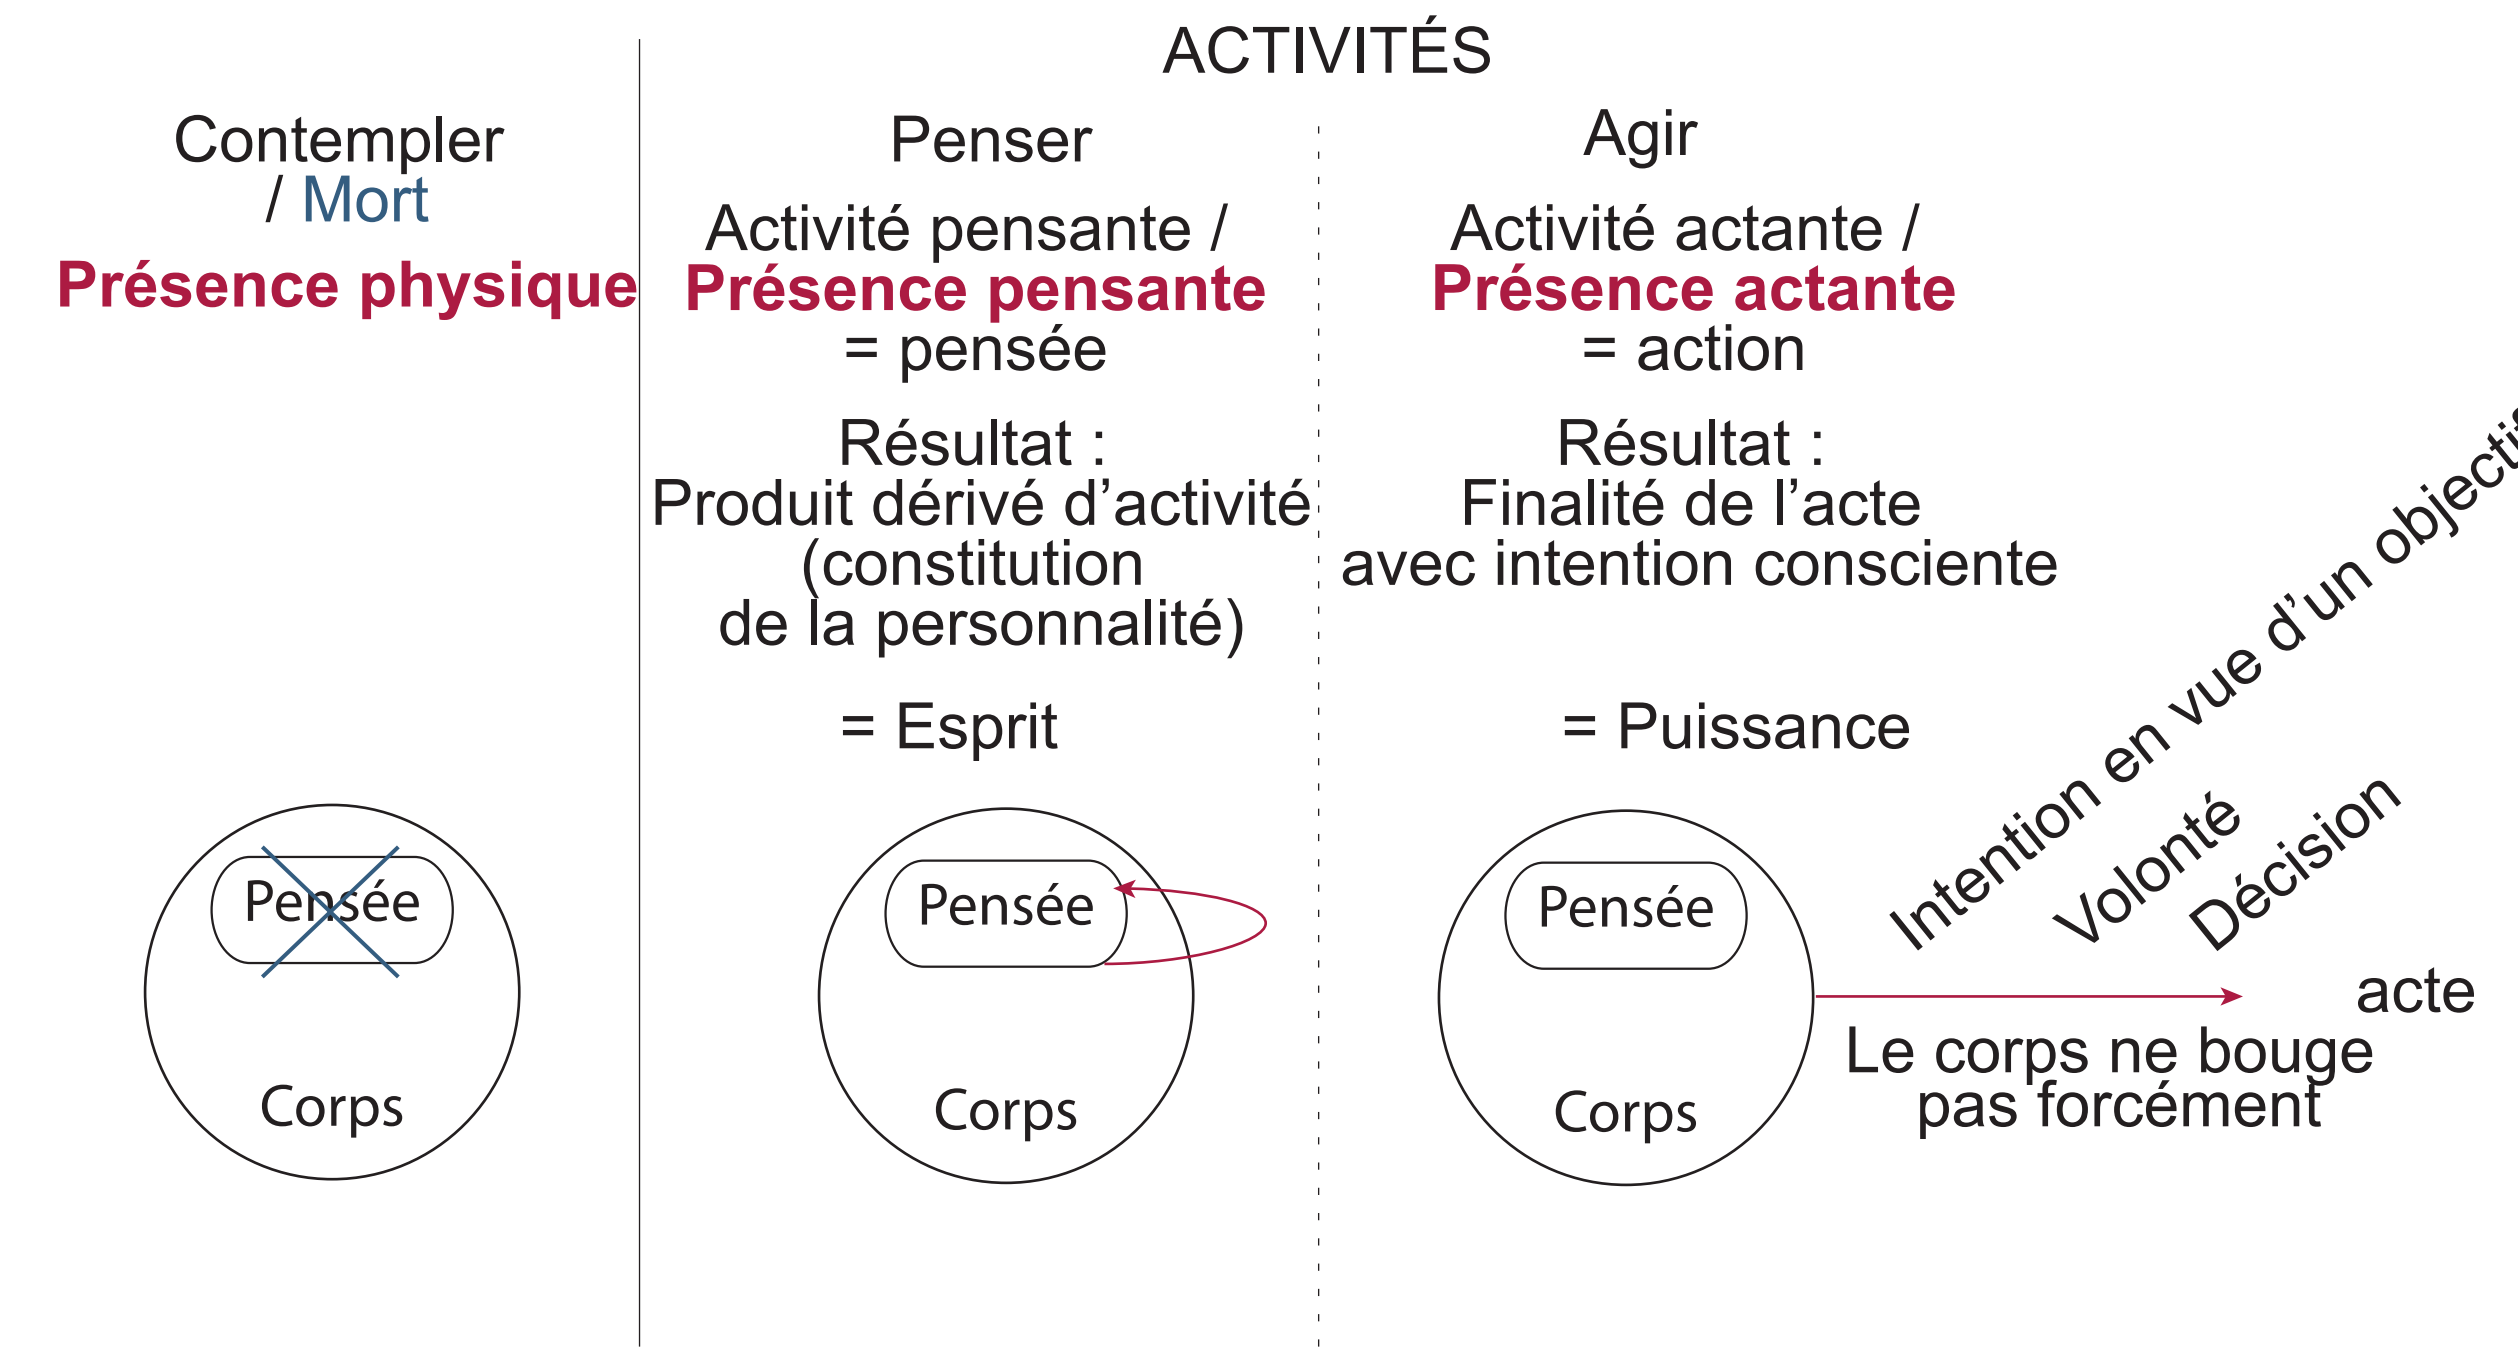 ACTIVITÉS
Contempler
/ Mort
Présence physique
Pensée
Corps
Penser
Activité pensante /
Présence pensante
= pensée
Résultat :
Produit dérivé d’activité
(constitution
de la personnalité)
= Esprit
Pensée
Corps
Agir
Activité actante /
Présence actante
= action
Résultat :
Finalité de l’acte
avec intention consciente
= Puissance
Pensée
Corps
Intention en vue d’un objectif
Volonté
Décision
acte
Le corps ne bouge
pas forcément